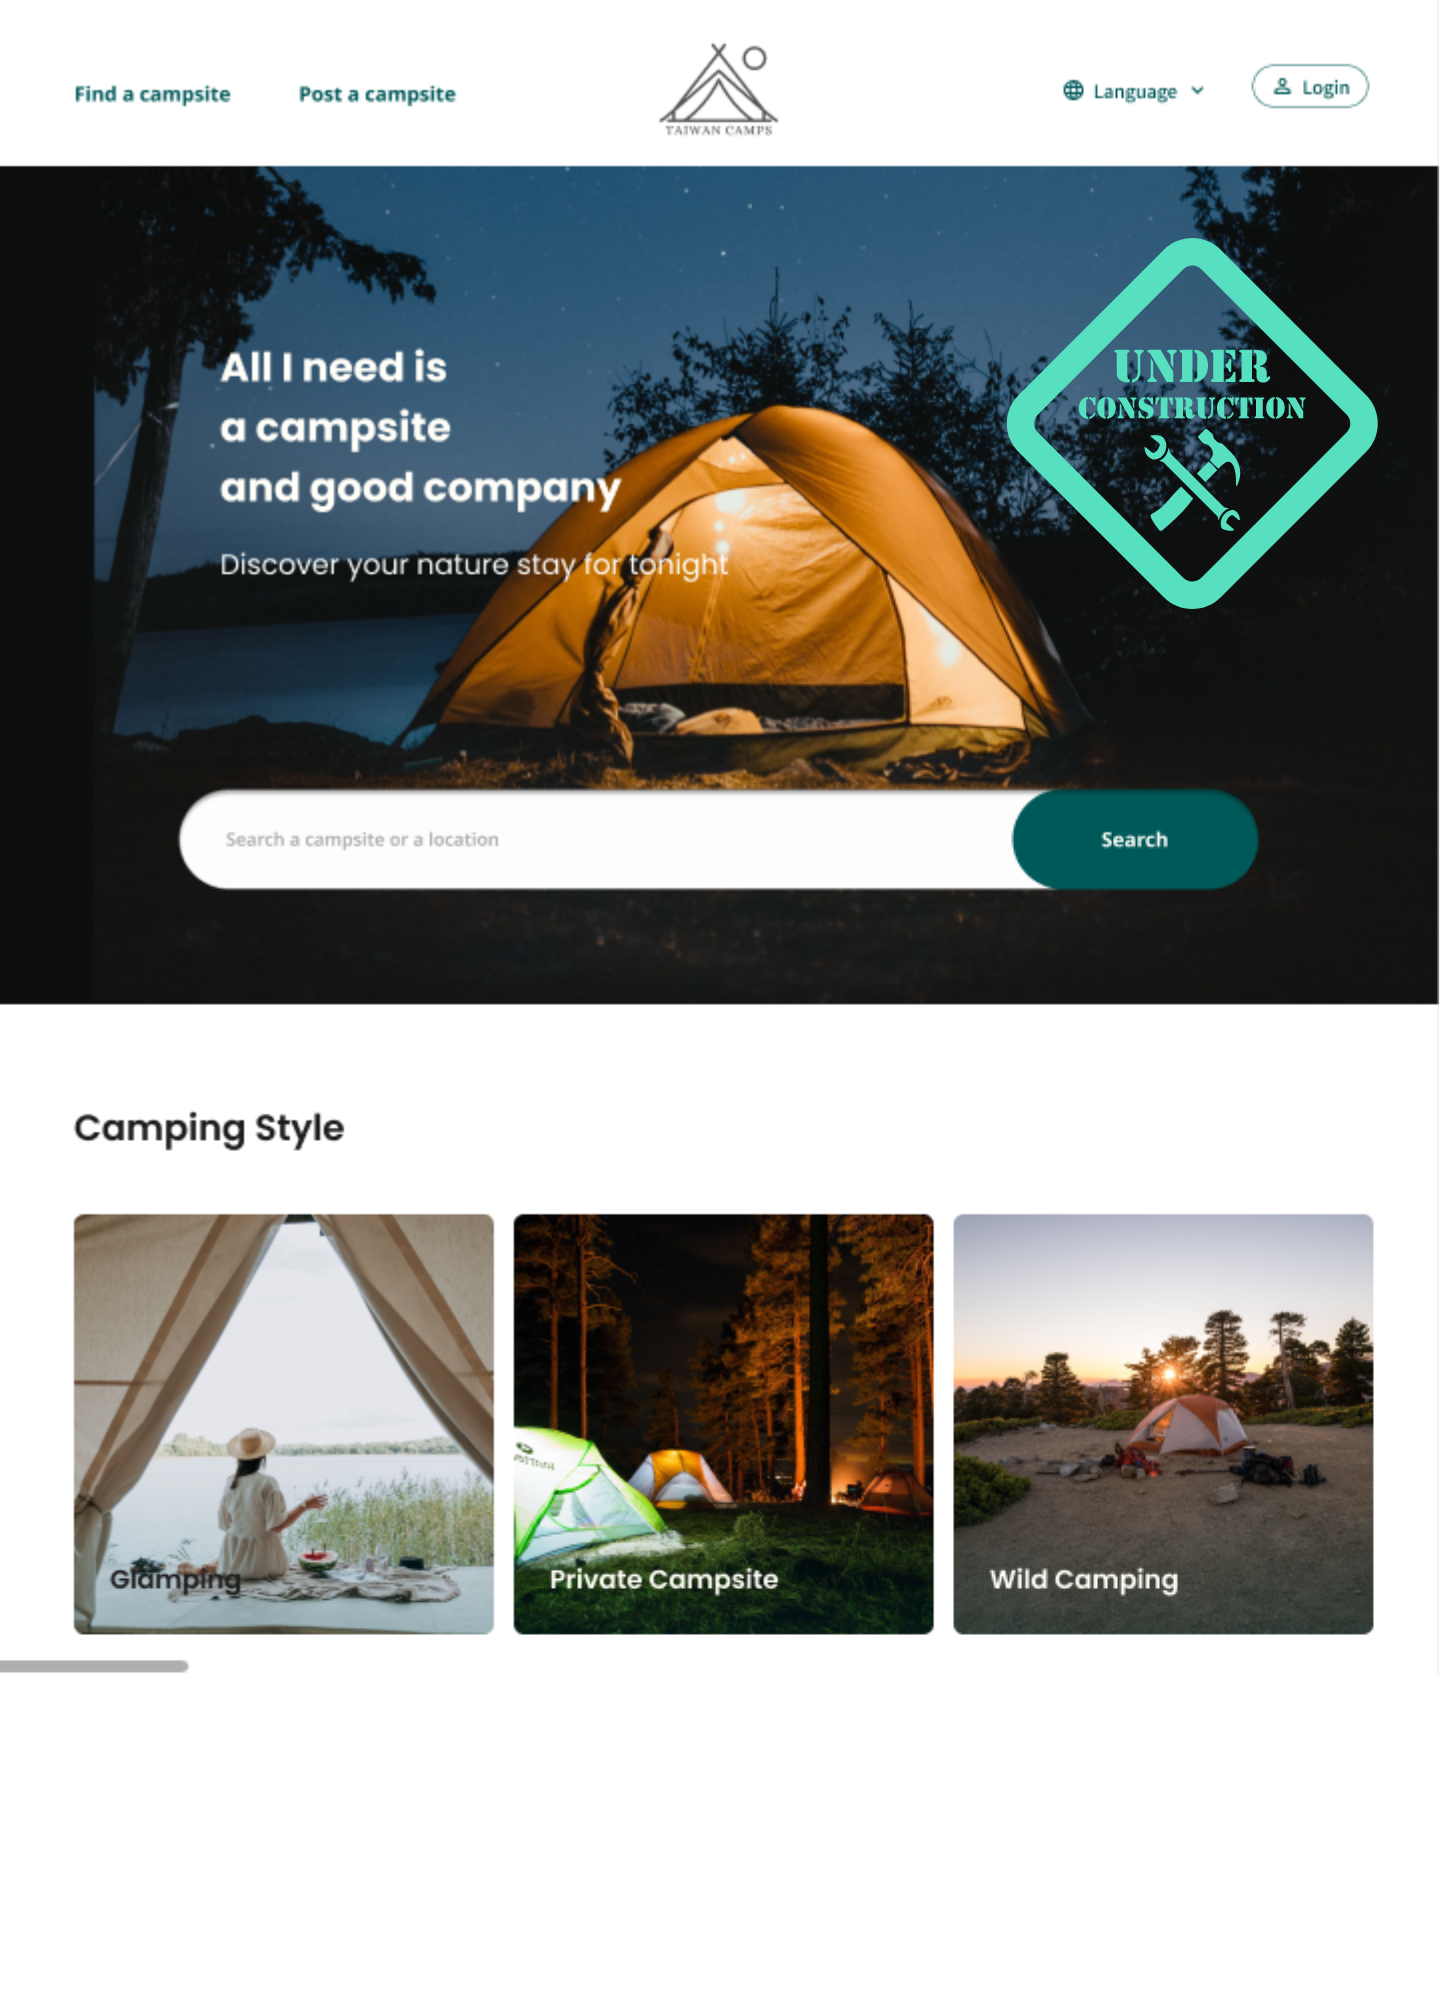 Find a campsite
Post a campsite
TAIWAN CAMPS
Language
Login
All I need is
a campsite
and good company
Discover your nature stay for tonight
UNDER
CONSTRUCTION
Search a campsite or a location
Search
Camping Style
Glamping
Private Campsite
Wild Camping